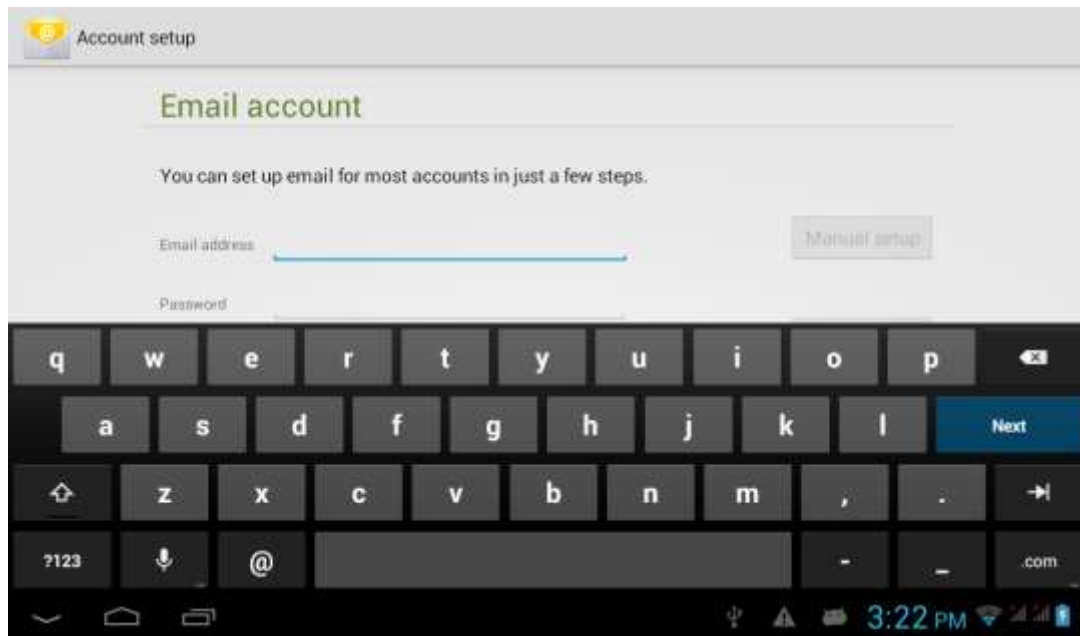 Account setup
Email account
You can set up email for most accounts in just a few steps.
Email address
Manual setup
Password
q w e r t y u i o p
a s d f g h j k l Next
z x c v b n m , .
?123 @ - _ .com
3:22 PM